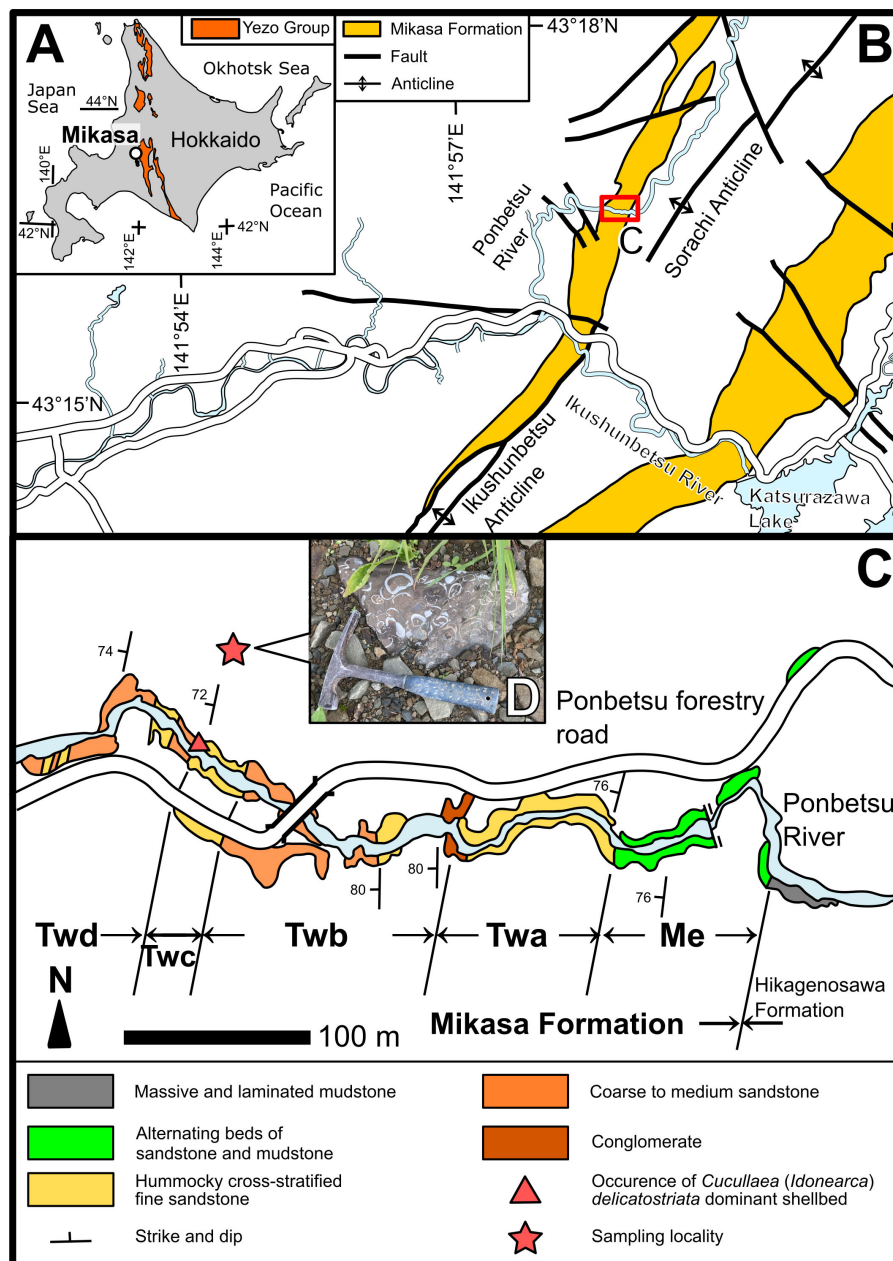 A
Yezo Group
Japan
Sea
Okhotsk Sea
44°N
Mikasa
Hokkaido
140°E
Pacific
Ocean
42°N
142°E
144°E
42°N
Mikasa Formation
Fault
Anticline
43°18’N
B
141°57’E
Ponbetsu
River
C
Sorachi Anticline
141°54’E
43°15’N
Ikushunbetsu
Anticline
Ikushunbetsu River
Katsurazawa
Lake
C
74
72
D
Ponbetsu forestry
road
76
Ponbetsu
River
80
80
76
Twd
Twc
Twb
Twa
Me
Hikagenosawa
Formation
N
100 m
Mikasa Formation
Massive and laminated mudstone
Coarse to medium sandstone
Alternating beds of
sandstone and mudstone
Conglomerate
Hummocky cross-stratified
fine sandstone
Occurence of Cucullaea (Idonearca)
delicatostriata dominant shellbed
Strike and dip
Sampling locality